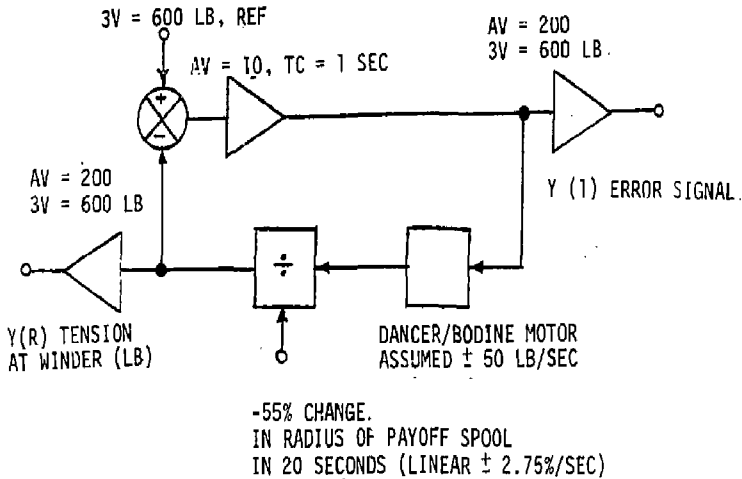 3V = 600 LB, REF
AV = 10, TC = 1 SEC
AV = 200
3V = 600 LB.
+
−
AV = 200
3V = 600 LB
Y (1) ERROR SIGNAL.
÷
Y(R) TENSION
AT WINDER (LB)
DANCER/BODINE MOTOR
ASSUMED ± 50 LB/SEC
-55% CHANGE.
IN RADIUS OF PAYOFF SPOOL
IN 20 SECONDS (LINEAR ± 2.75%/SEC)